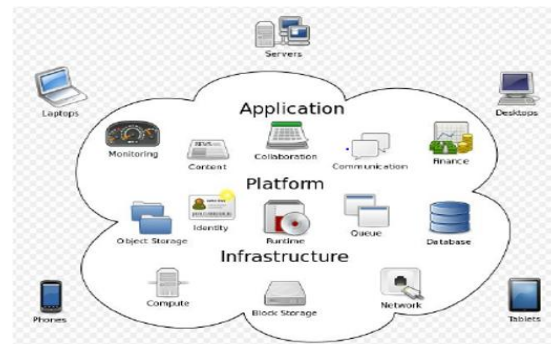 Servers
Laptops
Desktops
Application
Monitoring
Content
Collaboration
Communication
Finance
Platform
Object Storage
Identity
Runtime
Queue
Database
Infrastructure
Compute
Block Storage
Network
Phones
Tablets